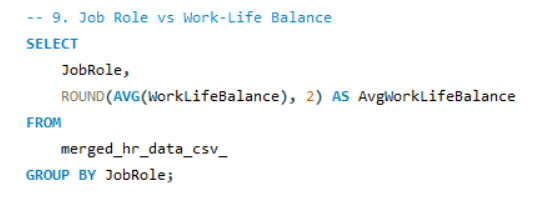 -- 9. Job Role vs Work-Life Balance
SELECT
    JobRole,
    ROUND(AVG(WorkLifeBalance), 2) AS AvgWorkLifeBalance
FROM
    merged_hr_data_csv_
GROUP BY JobRole;